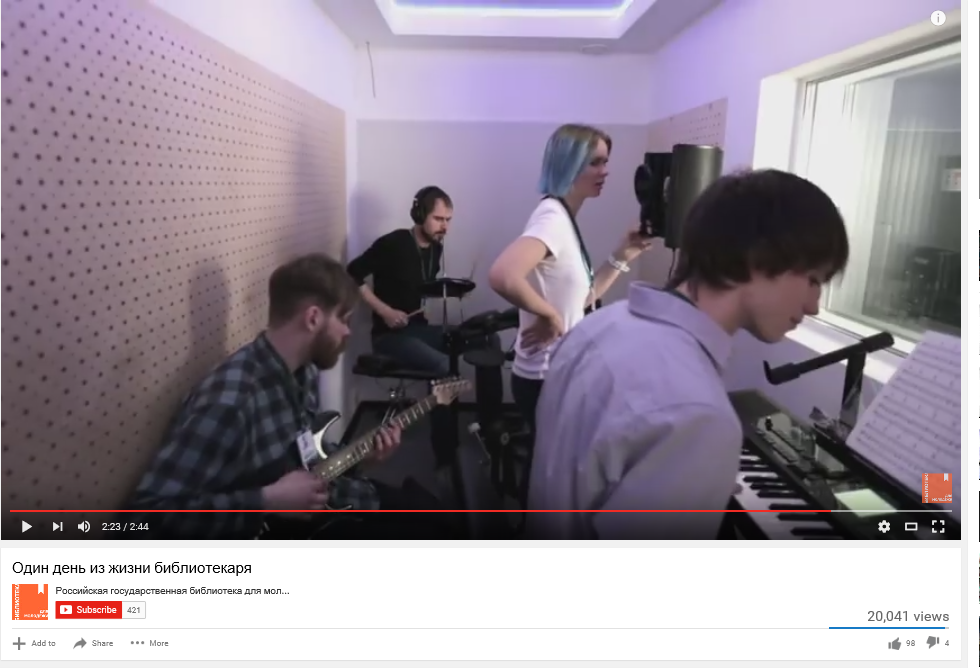 2:23 / 2:44
Один день из жизни библиотекаря
Российская государственная библиотека для мол...
Subscribe 421
20,041 views
Add to Share More 98 4